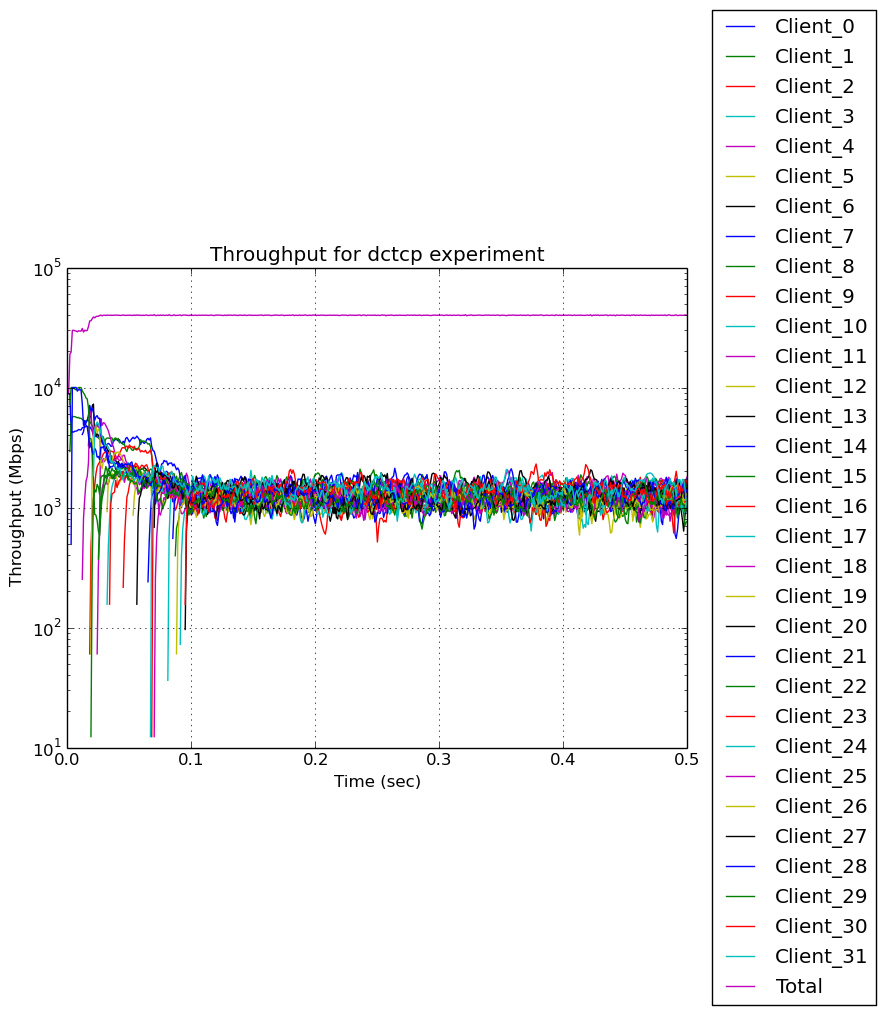 Throughput for dctcp experiment
Throughput (Mbps)
10^5
10^4
10^3
10^2
10^1
0.0 0.1 0.2 0.3 0.4 0.5
Time (sec)
Client_0
Client_1
Client_2
Client_3
Client_4
Client_5
Client_6
Client_7
Client_8
Client_9
Client_10
Client_11
Client_12
Client_13
Client_14
Client_15
Client_16
Client_17
Client_18
Client_19
Client_20
Client_21
Client_22
Client_23
Client_24
Client_25
Client_26
Client_27
Client_28
Client_29
Client_30
Client_31
Total